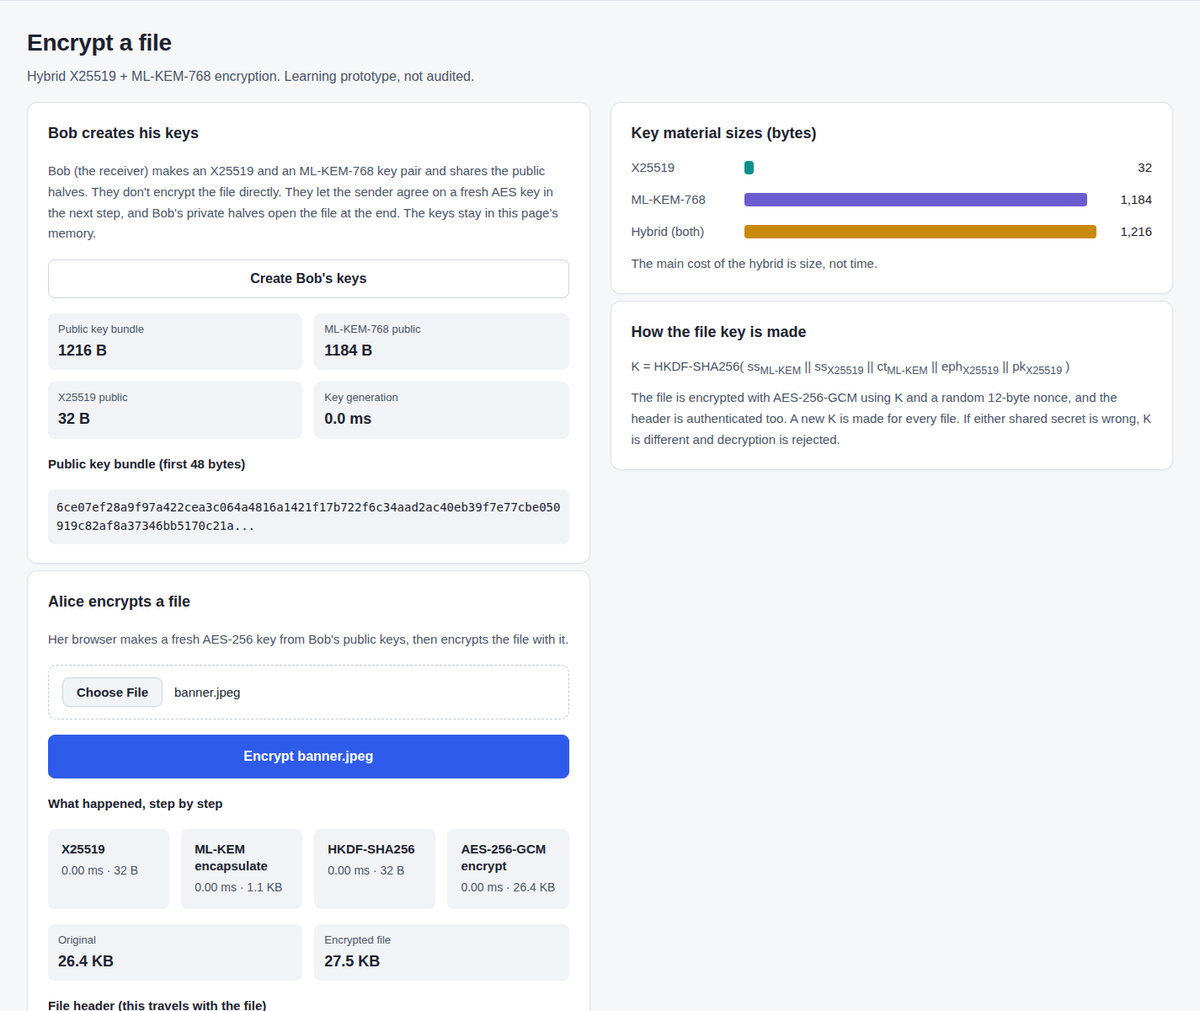 Encrypt a file
Hybrid X25519 + ML-KEM-768 encryption. Learning prototype, not audited.
Bob creates his keys
Bob (the receiver) makes an X25519 and an ML-KEM-768 key pair and shares the public
halves. They don't encrypt the file directly. They let the sender agree on a fresh AES key in
the next step, and Bob's private halves open the file at the end. The keys stay in this page's
memory.
Create Bob's keys
Public key bundle
1216 B
ML-KEM-768 public
1184 B
X25519 public
32 B
Key generation
0.0 ms
Public key bundle (first 48 bytes)
6ce07ef28a9f97a422cea3c064a4816a1421f17b722f6c34aad2ac40eb39f7e77cbe050
919c82af8a37346bb5170c21a...
Alice encrypts a file
Her browser makes a fresh AES-256 key from Bob's public keys, then encrypts the file with it.
Choose File banner.jpeg
Encrypt banner.jpeg
What happened, step by step
X25519
0.00 ms · 32 B
ML-KEM
encapsulate
0.00 ms · 1.1 KB
HKDF-SHA256
0.00 ms · 32 B
AES-256-GCM
encrypt
0.00 ms · 26.4 KB
Original
26.4 KB
Encrypted file
27.5 KB
File header (this travels with the file)
Key material sizes (bytes)
X25519 32
ML-KEM-768 1,184
Hybrid (both) 1,216
The main cost of the hybrid is size, not time.
How the file key is made
K = HKDF-SHA256( ssML-KEM || ssX25519 || ctML-KEM || ephX25519 || pkX25519 )
The file is encrypted with AES-256-GCM using K and a random 12-byte nonce, and the
header is authenticated too. A new K is made for every file. If either shared secret is wrong, K
is different and decryption is rejected.